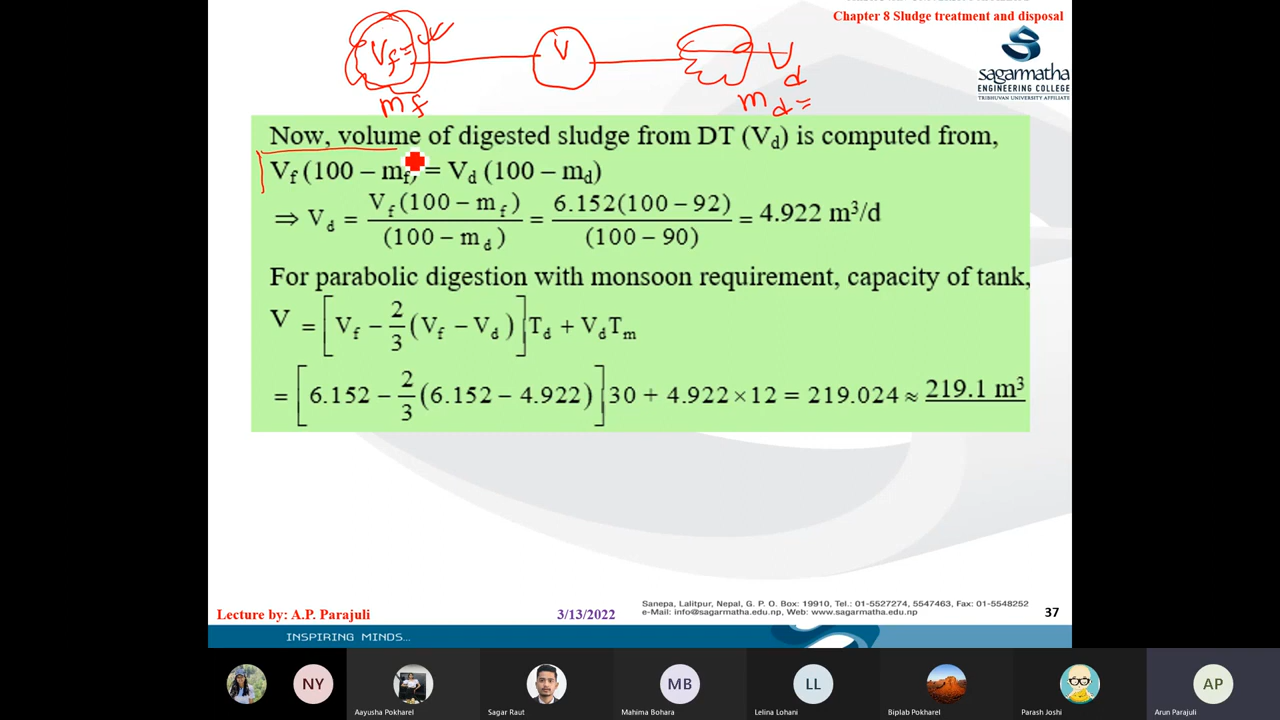 Chapter 8 Sludge treatment and disposal
sagarmatha
ENGINEERING COLLEGE
TRIBHUVAN UNIVERSITY AFFILIATE
Vf =
mf
V
Vd
md =
Now, volume of digested sludge from DT (Vd) is computed from,
Vf (100 – mf) = Vd (100 – md)
⇒ Vd = Vf (100 – mf) / (100 – md) = 6.152(100 – 92) / (100 – 90) = 4.922 m³/d
For parabolic digestion with monsoon requirement, capacity of tank,
V = [Vf – 2/3 (Vf – Vd)] Td + VdTm
= [6.152 – 2/3 (6.152 – 4.922)] 30 + 4.922 × 12 = 219.024 ≈ 219.1 m³
Sanepa, Lalitpur, Nepal, G. P. O. Box: 19910, Tel.: 01-5527274, 5547463, Fax: 01-5548252
e-Mail: info@sagarmatha.edu.np, Web: www.sagarmatha.edu.np
Lecture by: A.P. Parajuli
3/13/2022
37
INSPIRING MINDS...
NY
MB
LL
AP
Aayusha Pokharel
Sagar Raut
Mahima Bohara
Lelina Lohani
Biplab Pokharel
Parash Joshi
Arun Parajuli